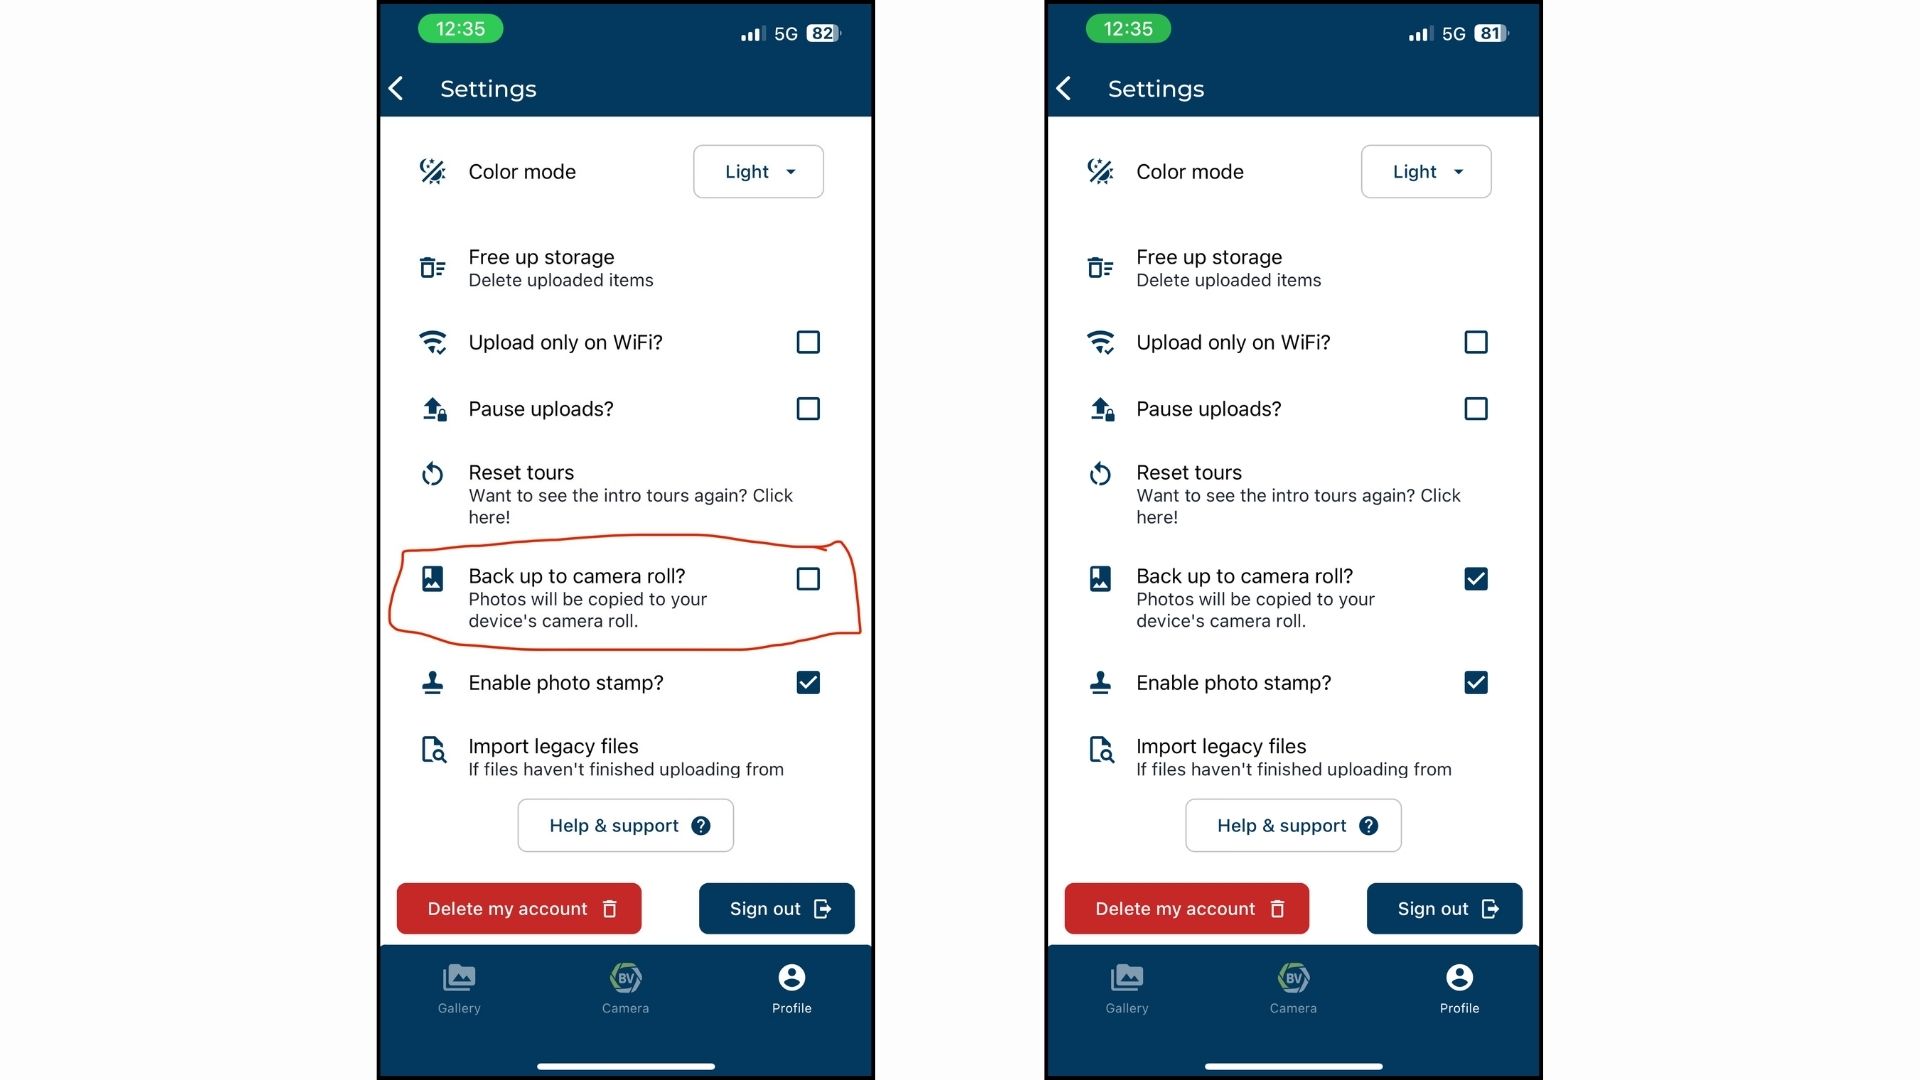 12:35
5G 82
Settings
Color mode
Light
Free up storage
Delete uploaded items
Upload only on WiFi?
Pause uploads?
Reset tours
Want to see the intro tours again? Click
here!
Back up to camera roll?
Photos will be copied to your
device's camera roll.
Enable photo stamp?
Import legacy files
If files haven't finished uploading from
Help & support
Delete my account
Sign out
Gallery
BV
Camera
Profile
12:35
5G 81
Settings
Color mode
Light
Free up storage
Delete uploaded items
Upload only on WiFi?
Pause uploads?
Reset tours
Want to see the intro tours again? Click
here!
Back up to camera roll?
Photos will be copied to your
device's camera roll.
Enable photo stamp?
Import legacy files
If files haven't finished uploading from
Help & support
Delete my account
Sign out
Gallery
BV
Camera
Profile